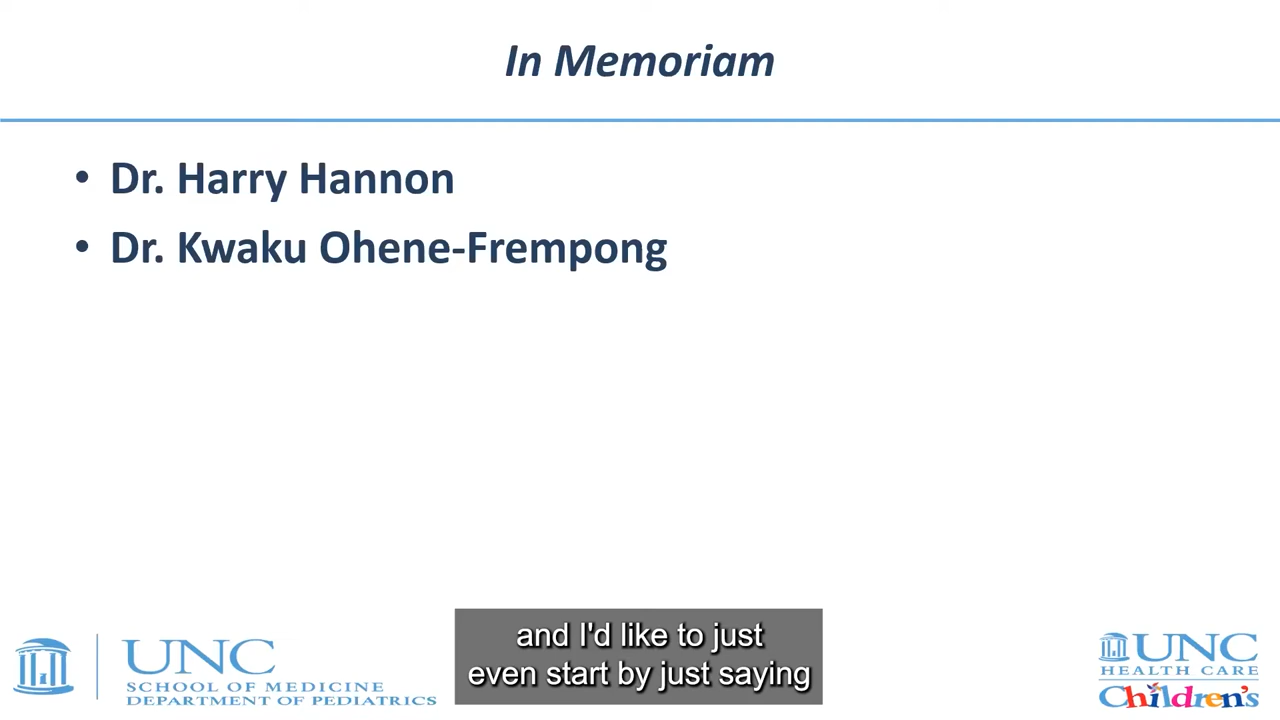 In Memoriam
• Dr. Harry Hannon
• Dr. Kwaku Ohene-Frempong
and I'd like to just
even start by just saying
UNC
SCHOOL OF MEDICINE
DEPARTMENT OF PEDIATRICS
UNC
HEALTH CARE
Children's